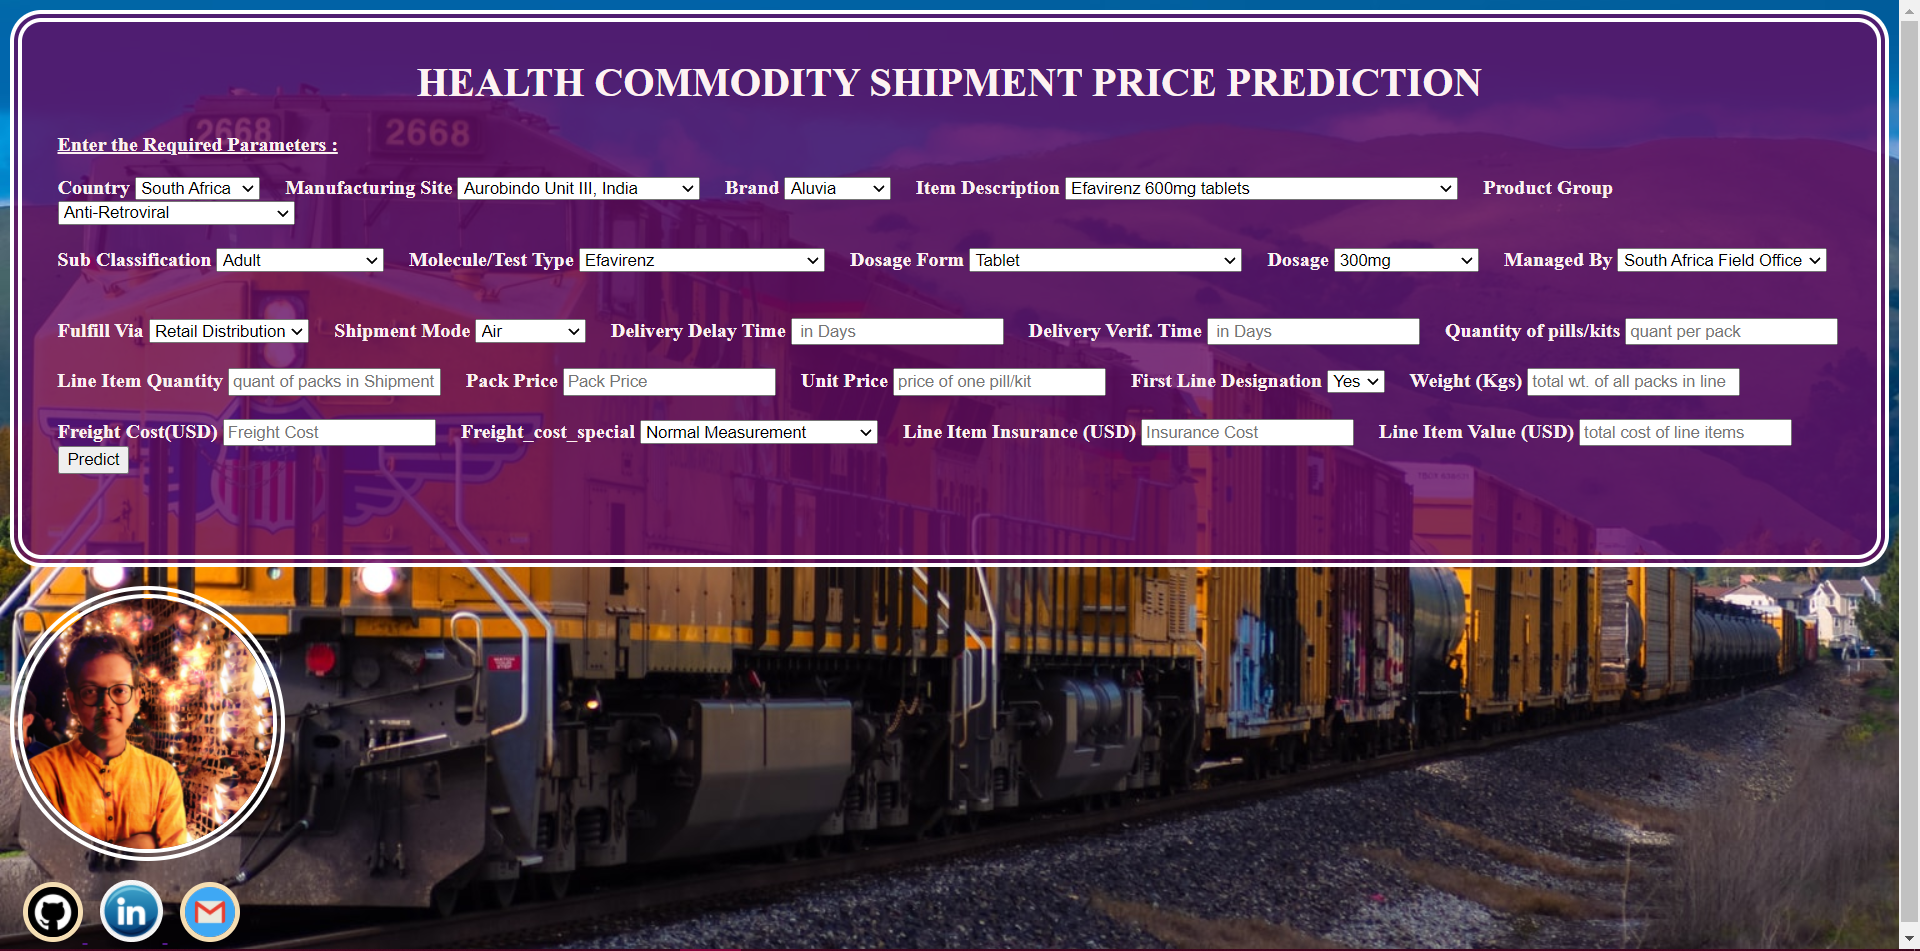 HEALTH COMMODITY SHIPMENT PRICE PREDICTION
2668 2668
Enter the Required Parameters :
Country South Africa Manufacturing Site Aurobindo Unit III, India Brand Aluvia Item Description Efavirenz 600mg tablets Product Group
Anti-Retroviral
Sub Classification Adult Molecule/Test Type Efavirenz Dosage Form Tablet Dosage 300mg Managed By South Africa Field Office
Fulfill Via Retail Distribution Shipment Mode Air Delivery Delay Time in Days Delivery Verif. Time in Days Quantity of pills/kits quant per pack
Line Item Quantity quant of packs in Shipment Pack Price Pack Price Unit Price price of one pill/kit First Line Designation Yes Weight (Kgs) total wt. of all packs in line
Freight Cost(USD) Freight Cost Freight_cost_special Normal Measurement Line Item Insurance (USD) Insurance Cost Line Item Value (USD) total cost of line items
Predict
in